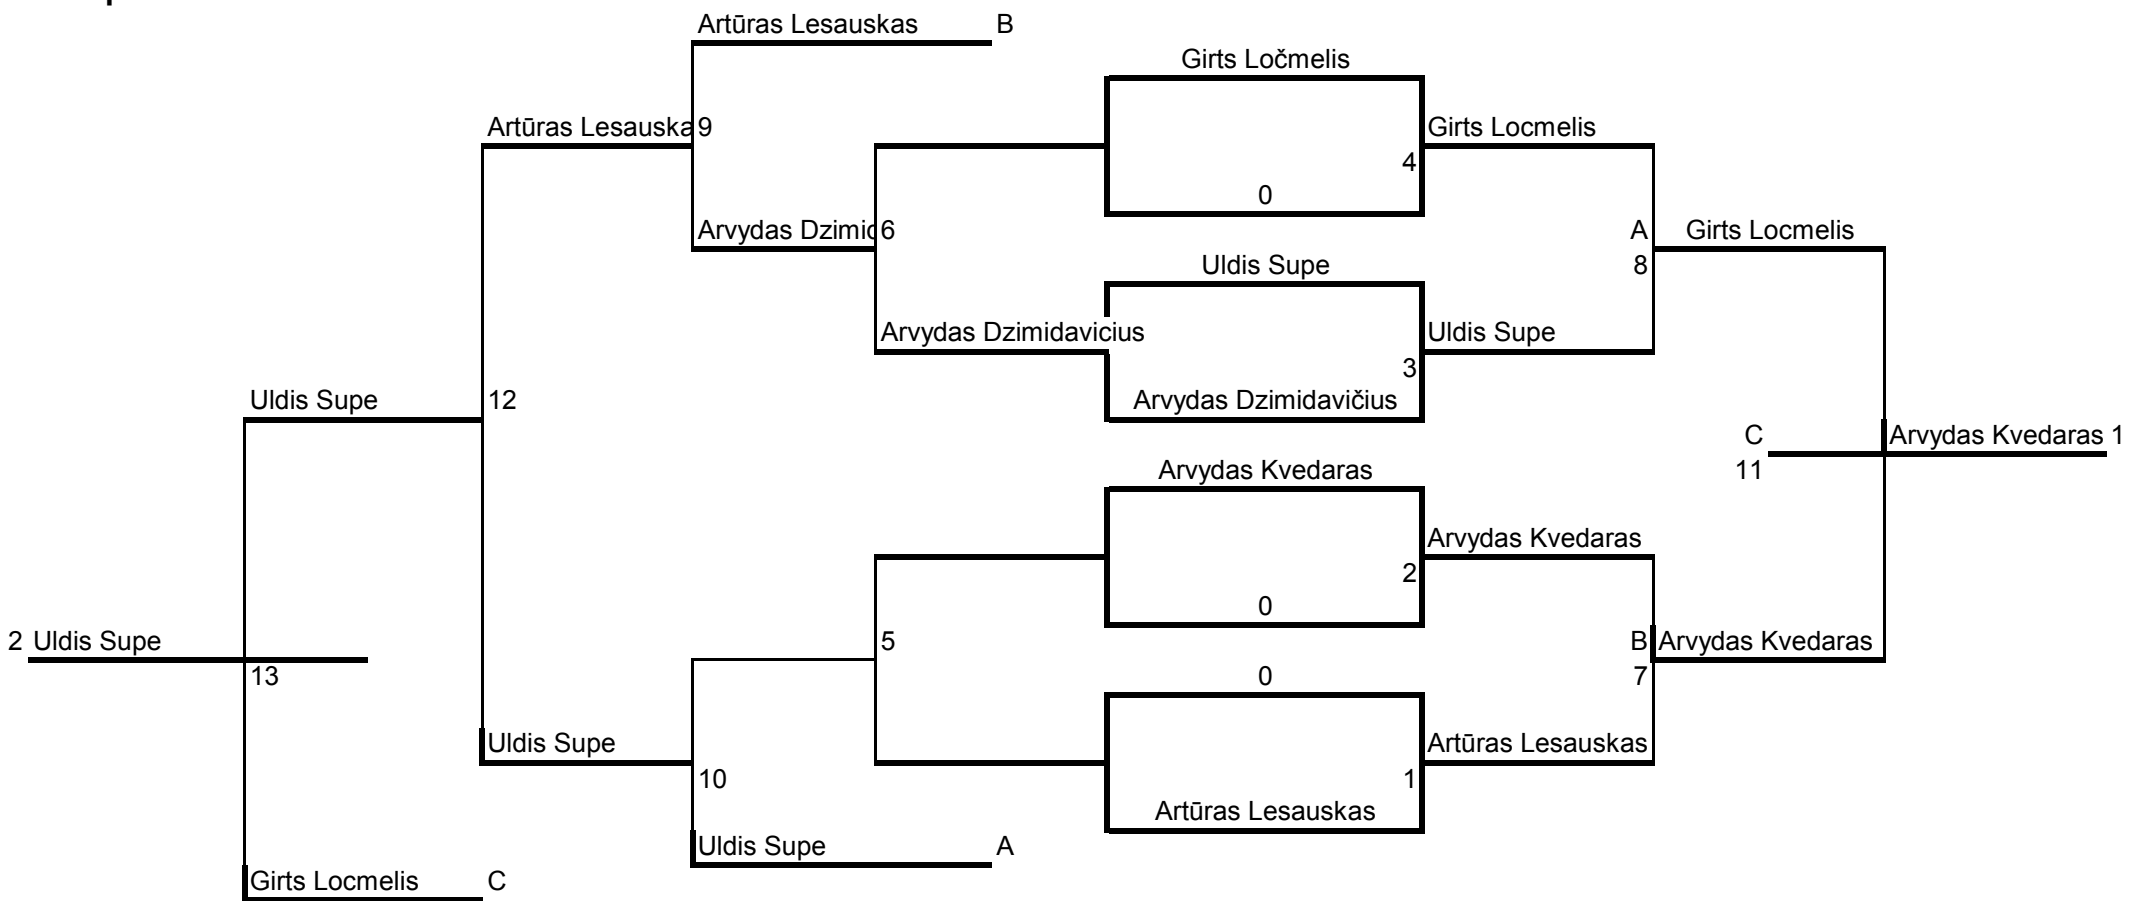 Artūras Lesauskas B
Girts Ločmelis
Artūras Lesauska 9
Girts Locmelis
4
0
Arvydas Dzimid 6
A
Girts Locmelis
Uldis Supe
8
Arvydas Dzimidavicius
Uldis Supe
3
Uldis Supe
12
Arvydas Dzimidavičius
C
Arvydas Kvedaras 1
Arvydas Kvedaras
11
Arvydas Kvedaras
2
0
2 Uldis Supe
5
B
Arvydas Kvedaras
13
0
7
Uldis Supe
Artūras Lesauskas
10
1
Artūras Lesauskas
Uldis Supe A
Girts Locmelis C